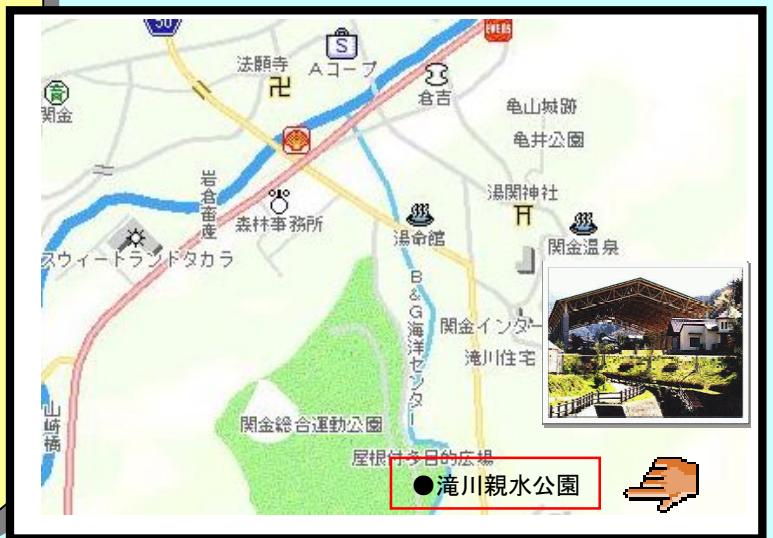 50
法願寺
Aコープ
S
関金
倉吉
亀山城跡
亀井公園
岩倉畜産
湯関神社
森林事務所
湯命館
関金温泉
スウィートランドタカラ
B&G海洋センター
関金インター
滝川住宅
山崎橋
関金総合運動公園
屋根付多目的広場
●滝川親水公園